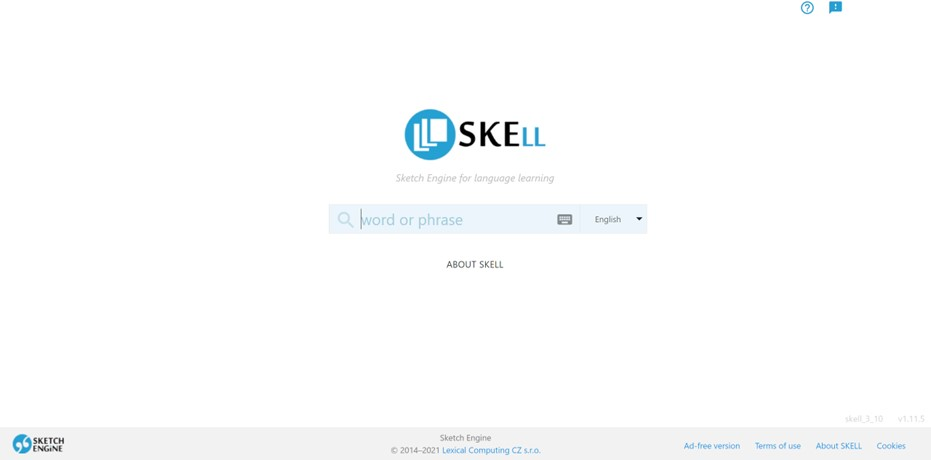 SKELL
Sketch Engine for language learning
word or phrase
English
ABOUT SKELL
skell_3_10 v1.11.5
SKETCH
ENGINE
Sketch Engine
© 2014–2021 Lexical Computing CZ s.r.o.
Ad-free version Terms of use About SKELL Cookies